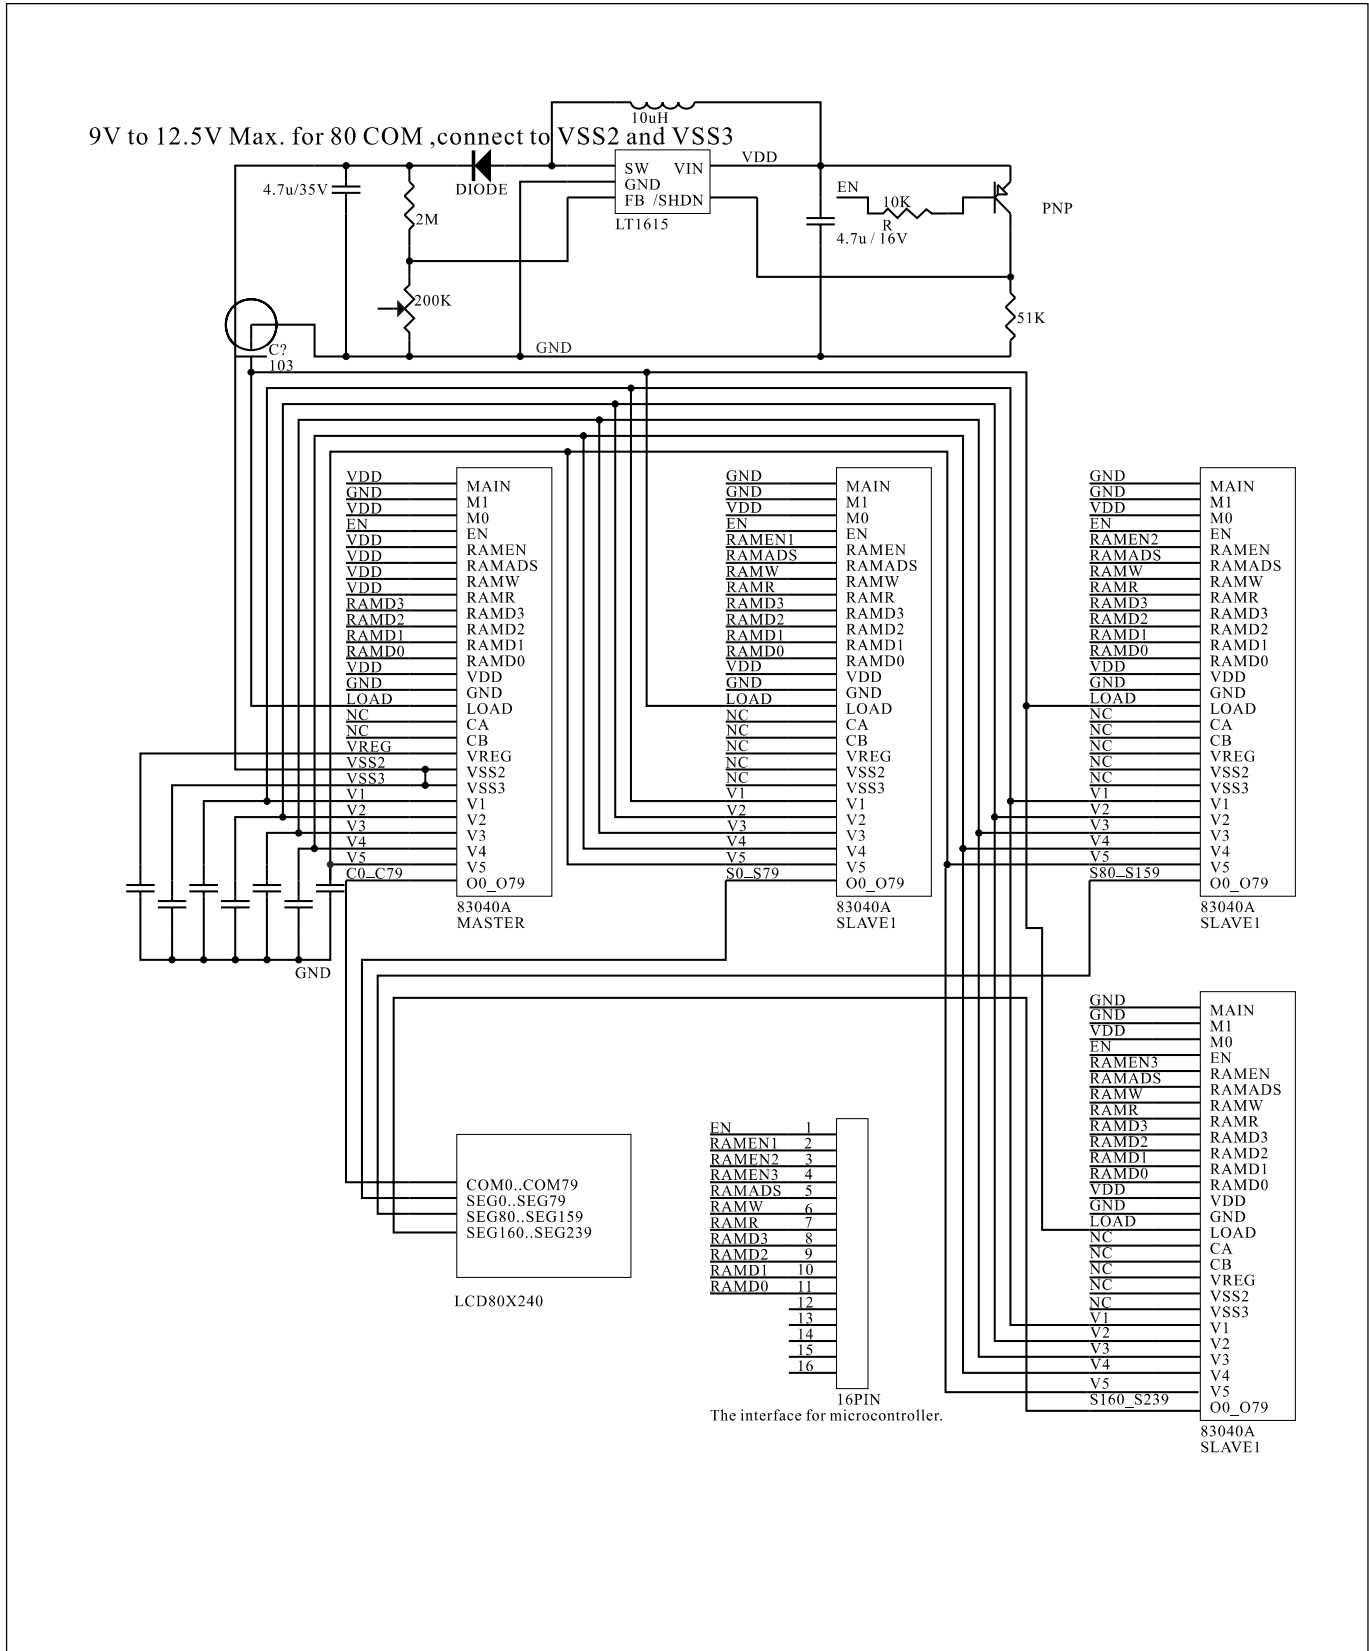 10uH
9V to 12.5V Max. for 80 COM ,connect to VSS2 and VSS3
VDD
SW VIN
GND
FB /SHDN
LT1615
DIODE
4.7u/35V
2M
200K
EN
10K
R
4.7u / 16V
PNP
51K
GND
C?
103
VDD MAIN
GND M1
VDD M0
EN EN
VDD RAMEN
VDD RAMADS
VDD RAMW
VDD RAMR
RAMD3 RAMD3
RAMD2 RAMD2
RAMD1 RAMD1
RAMD0 RAMD0
VDD VDD
GND GND
LOAD LOAD
NC CA
NC CB
VREG VREG
VSS2 VSS2
VSS3 VSS3
V1 V1
V2 V2
V3 V3
V4 V4
V5 V5
C0_C79 O0_O79
83040A
MASTER
GND
GND MAIN
GND M1
VDD M0
EN EN
RAMEN1 RAMEN
RAMADS RAMADS
RAMW RAMW
RAMR RAMR
RAMD3 RAMD3
RAMD2 RAMD2
RAMD1 RAMD1
RAMD0 RAMD0
VDD VDD
GND GND
LOAD LOAD
NC CA
NC CB
NC VREG
NC VSS2
NC VSS3
V1 V1
V2 V2
V3 V3
V4 V4
V5 V5
S0_S79 O0_O79
83040A
SLAVE1
GND MAIN
GND M1
VDD M0
EN EN
RAMEN2 RAMEN
RAMADS RAMADS
RAMW RAMW
RAMR RAMR
RAMD3 RAMD3
RAMD2 RAMD2
RAMD1 RAMD1
RAMD0 RAMD0
VDD VDD
GND GND
LOAD LOAD
NC CA
NC CB
NC VREG
NC VSS2
NC VSS3
V1 V1
V2 V2
V3 V3
V4 V4
V5 V5
S80_S159 O0_O79
83040A
SLAVE1
GND MAIN
GND M1
VDD M0
EN EN
RAMEN3 RAMEN
RAMADS RAMADS
RAMW RAMW
RAMR RAMR
RAMD3 RAMD3
RAMD2 RAMD2
RAMD1 RAMD1
RAMD0 RAMD0
VDD VDD
GND GND
LOAD LOAD
NC CA
NC CB
NC VREG
NC VSS2
NC VSS3
V1 V1
V2 V2
V3 V3
V4 V4
V5 V5
S160_S239 O0_O79
83040A
SLAVE1
COM0..COM79
SEG0..SEG79
SEG80..SEG159
SEG160..SEG239
LCD80X240
EN 1
RAMEN1 2
RAMEN2 3
RAMEN3 4
RAMADS 5
RAMW 6
RAMR 7
RAMD3 8
RAMD2 9
RAMD1 10
RAMD0 11
12
13
14
15
16
16PIN
The interface for microcontroller.